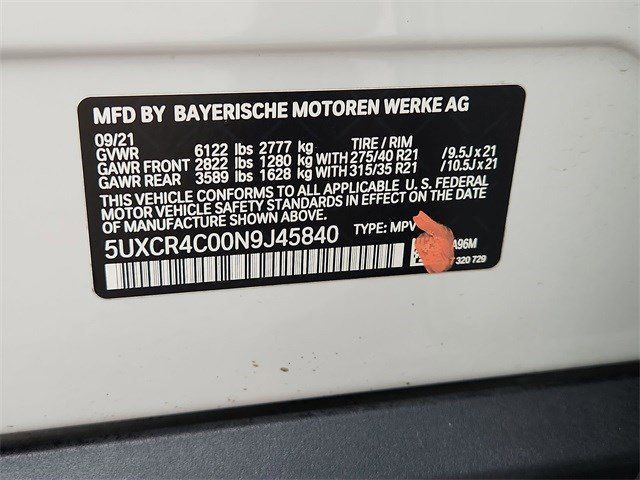 MFD BY BAYERISCHE MOTOREN WERKE AG
09/21
GVWR 6122 lbs 2777 kg TIRE / RIM
GAWR FRONT 2822 lbs 1280 kg WITH 275/40 R21 /9.5J x 21
GAWR REAR 3589 lbs 1628 kg WITH 315/35 R21 /10.5J x 21
THIS VEHICLE CONFORMS TO ALL APPLICABLE U.S. FEDERAL
MOTOR VEHICLE SAFETY STANDARDS IN EFFECT ON THE DATE
OF MANUFACTURE SHOWN ABOVE.
5UXCR4C00N9J45840 TYPE: MPV
A96M
7 320 729